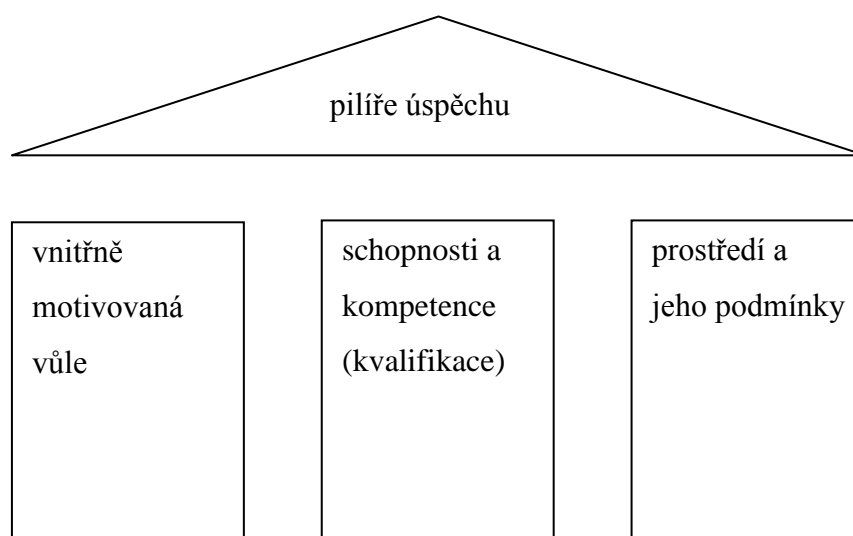 pilíře úspěchu
vnitřně
motivovaná
vůle
schopnosti a
kompetence
(kvalifikace)
prostředí a
jeho podmínky